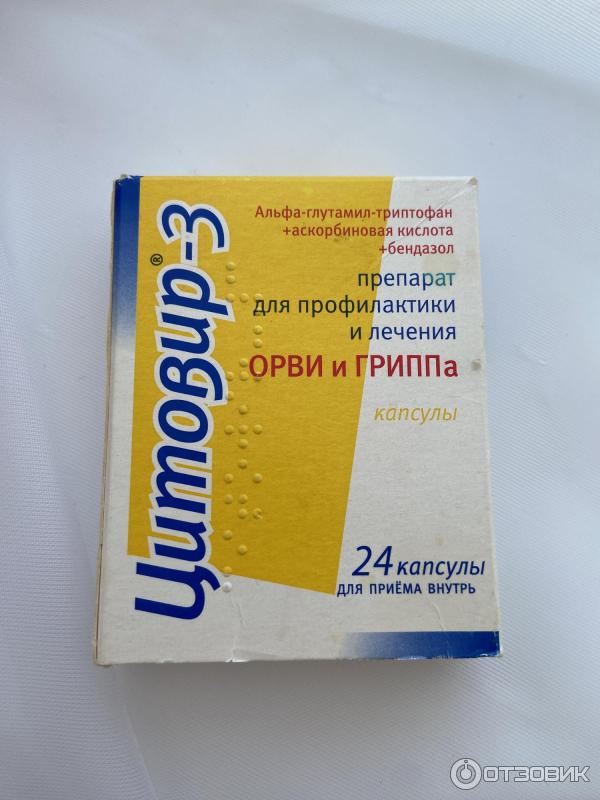 Цитовир®-3
Альфа-глутамил-триптофан
+аскорбиновая кислота
+бендазол
препарат
для профилактики
и лечения
ОРВИ и ГРИППа
капсулы
24 капсулы
ДЛЯ ПРИЁМА ВНУТРЬ
ОТЗОВИК